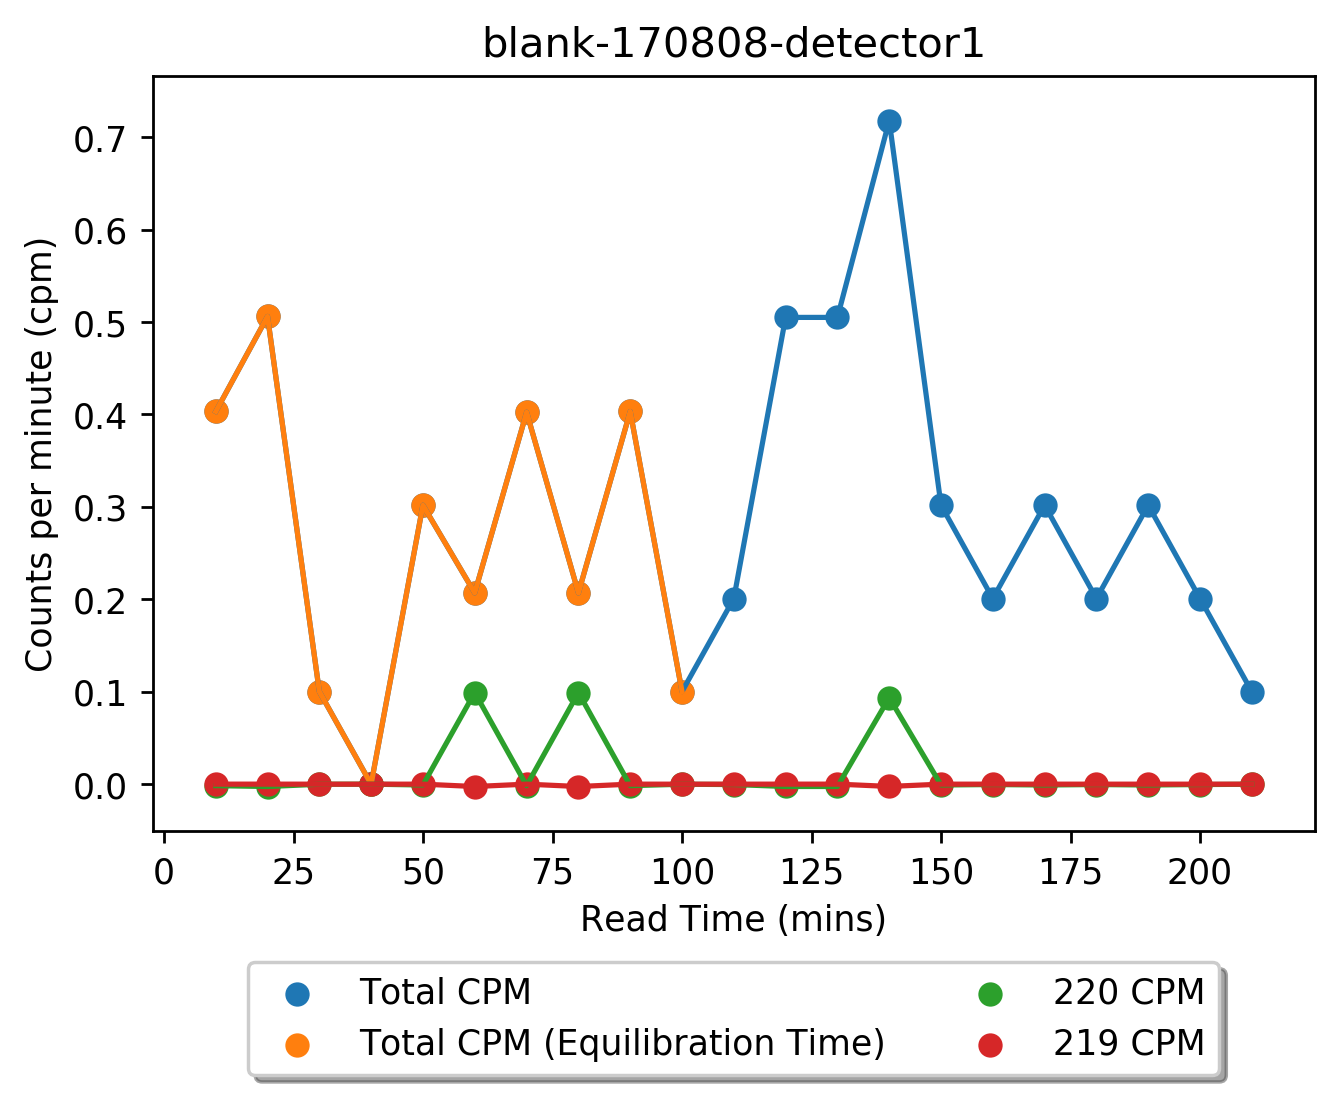 blank-170808-detector1
Counts per minute (cpm)
0.7
0.6
0.5
0.4
0.3
0.2
0.1
0.0
0 25 50 75 100 125 150 175 200
Read Time (mins)
Total CPM
Total CPM (Equilibration Time)
220 CPM
219 CPM